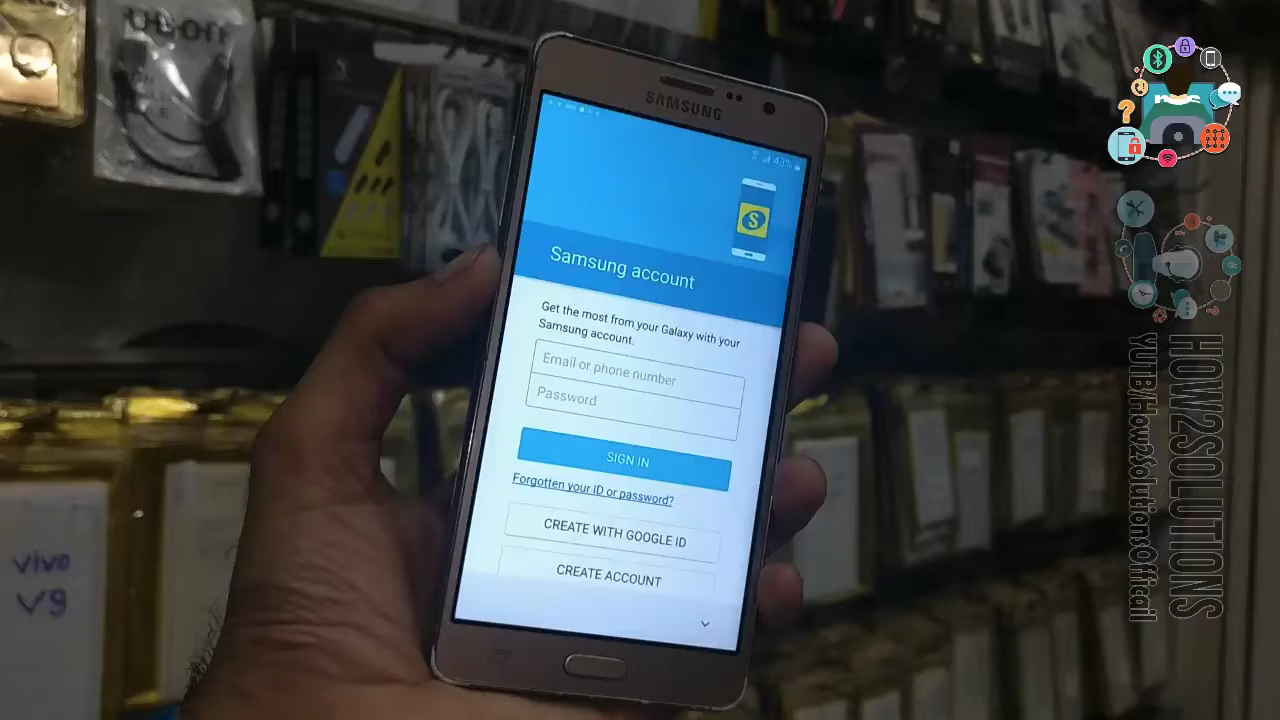 SAMSUNG
43%
Samsung account
Get the most from your Galaxy with your
Samsung account.
Email or phone number
Password
SIGN IN
Forgotten your ID or password?
CREATE WITH GOOGLE ID
CREATE ACCOUNT
vivo
V9
?
HOW2SOLUTIONS
YUTB/How2SolutionsOfficail